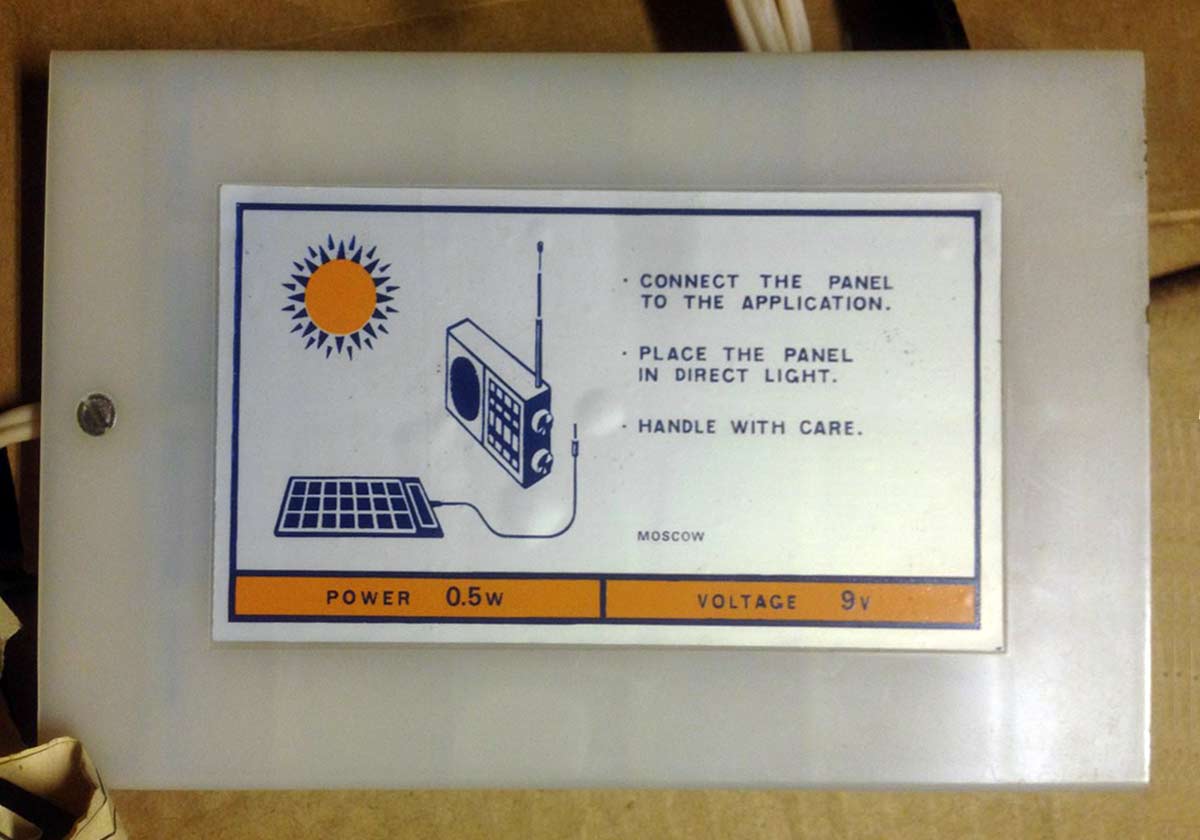 · CONNECT THE PANEL
TO THE APPLICATION.
· PLACE THE PANEL
IN DIRECT LIGHT.
· HANDLE WITH CARE.
MOSCOW
POWER 0.5W
VOLTAGE 9V